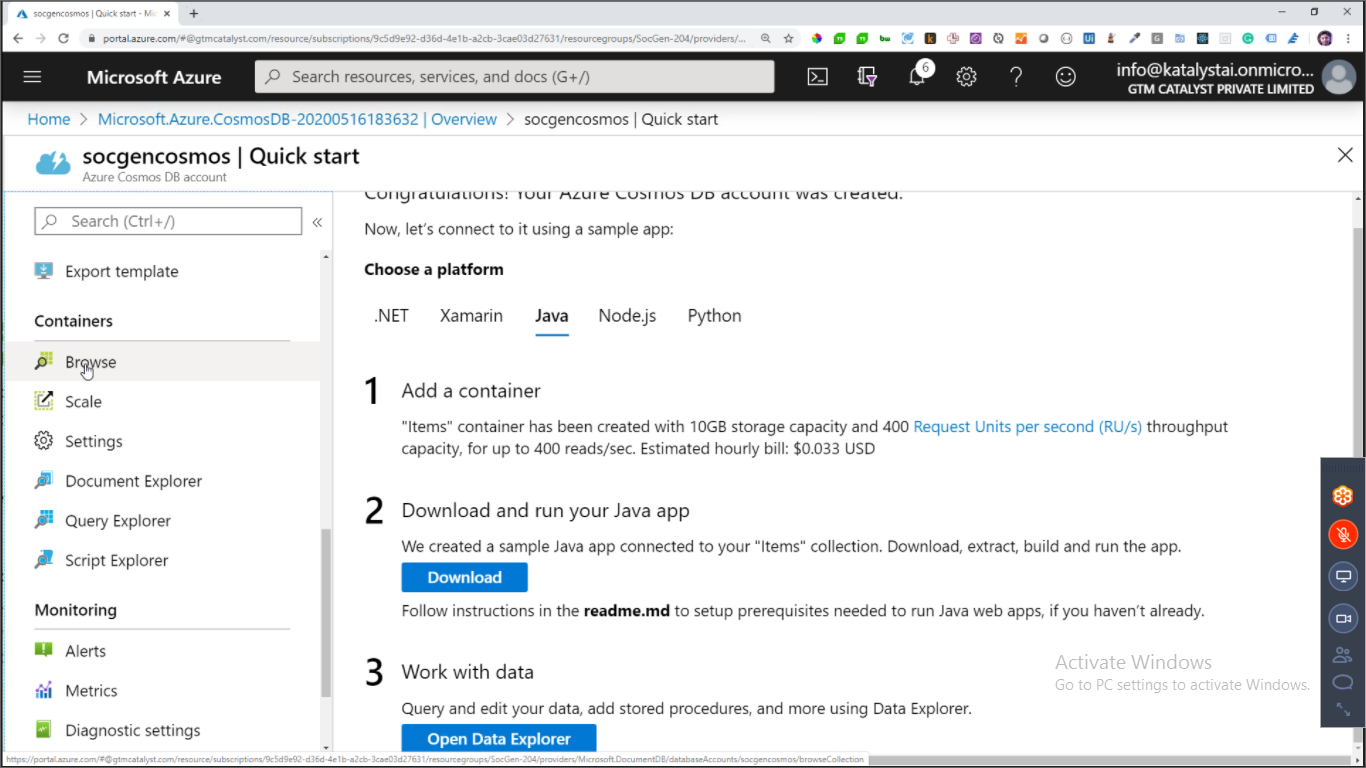 socgencosmos | Quick start - Mic
portal.azure.com/#@gtmcatalyst.com/resource/subscriptions/9c5d9e92-d36d-4e1b-a2cb-3cae03d27631/resourcegroups/SocGen-204/providers/...
Microsoft Azure
Search resources, services, and docs (G+/)
6
info@katalystai.onmicro...
GTM CATALYST PRIVATE LIMITED
Home > Microsoft.Azure.CosmosDB-20200516183632 | Overview > socgencosmos | Quick start
socgencosmos | Quick start
Azure Cosmos DB account
Search (Ctrl+/)
«
Export template
Containers
Browse
Scale
Settings
Document Explorer
Query Explorer
Script Explorer
Monitoring
Alerts
Metrics
Diagnostic settings
Congratulations! Your Azure Cosmos DB account was created.
Now, let's connect to it using a sample app:
Choose a platform
.NET Xamarin Java Node.js Python
1 Add a container
"Items" container has been created with 10GB storage capacity and 400 Request Units per second (RU/s) throughput
capacity, for up to 400 reads/sec. Estimated hourly bill: $0.033 USD
2 Download and run your Java app
We created a sample Java app connected to your "Items" collection. Download, extract, build and run the app.
Download
Follow instructions in the readme.md to setup prerequisites needed to run Java web apps, if you haven't already.
3 Work with data
Query and edit your data, add stored procedures, and more using Data Explorer.
Open Data Explorer
Activate Windows
Go to PC settings to activate Windows.
https://portal.azure.com/#@gtmcatalyst.com/resource/subscriptions/9c5d9e92-d36d-4e1b-a2cb-3cae03d27631/resourcegroups/SocGen-204/providers/Microsoft.DocumentDB/databaseAccounts/socgencosmos/browseCollection